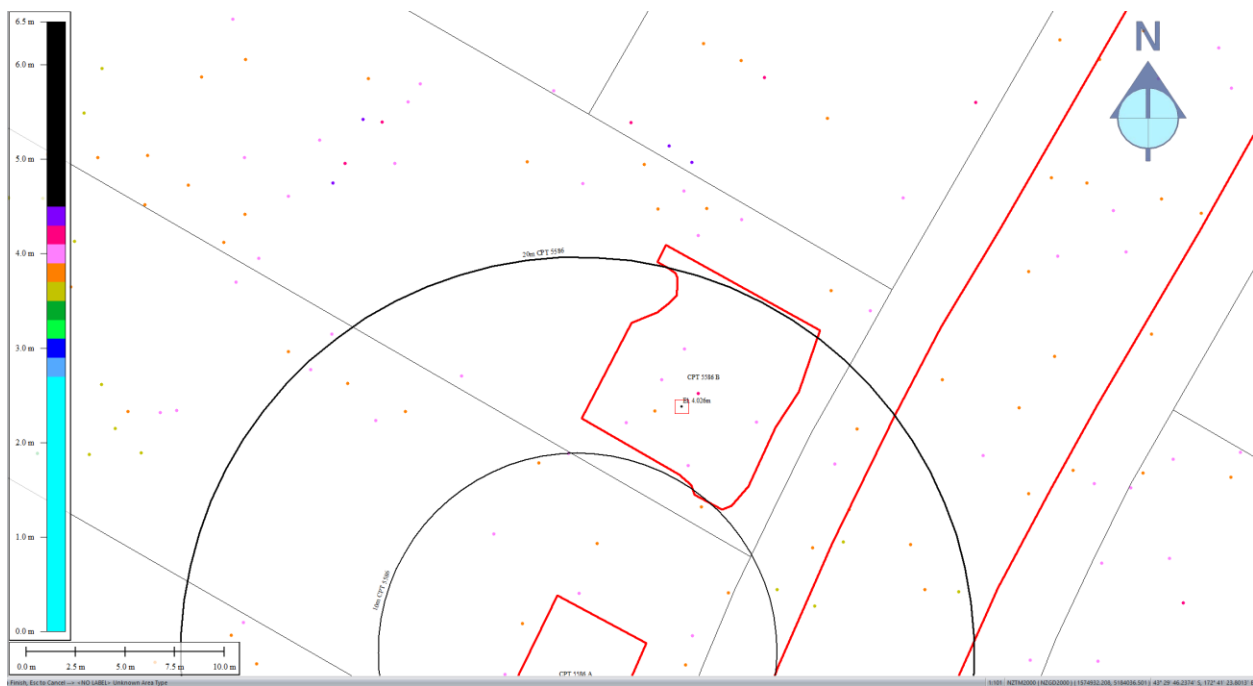 6.5 m
6.0 m
5.0 m
4.0 m
3.0 m
2.0 m
1.0 m
0.0 m
N
20m CPT 5586
CPT 5586 B
EL 4.026m
10m CPT 5586
CPT 5586 A
0.0 m 2.5 m 5.0 m 7.5 m 10.0 m
Finish, Esc to Cancel --> <NO LABEL> Unknown Area Type
1:101 NZTM2000 (NZGD2000) ( 1574932.208, 5184036.501 ) 43° 29' 46.2374" S, 172° 41' 23.8013"